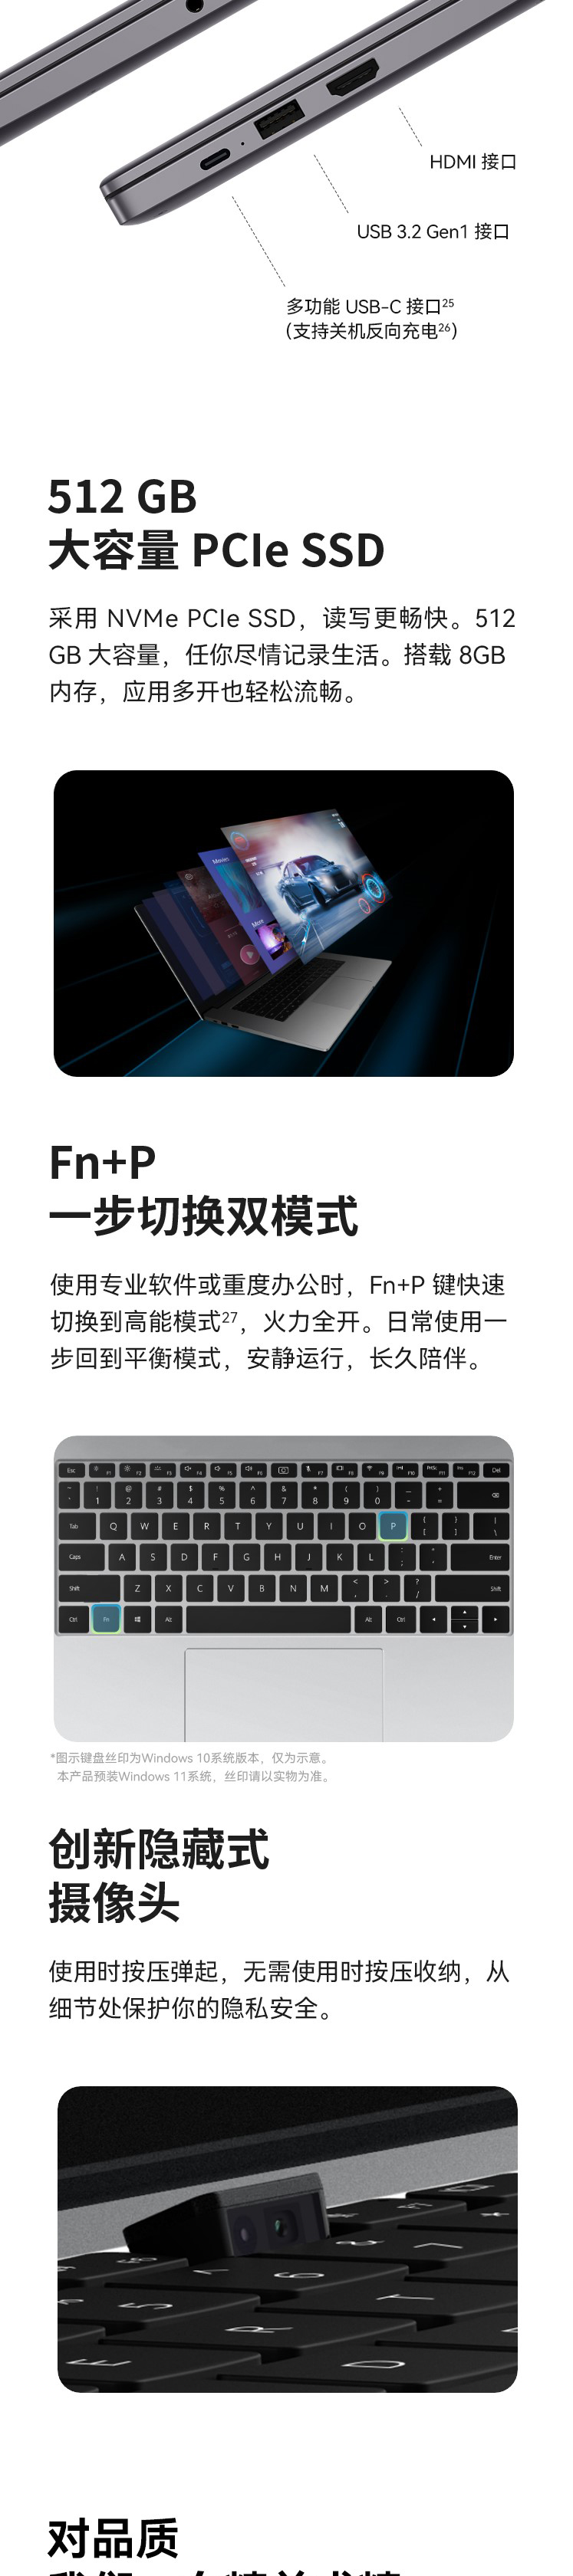 HDMI 接口
USB 3.2 Gen1 接口
多功能 USB-C 接口25
（支持关机反向充电26）
512 GB
大容量 PCIe SSD
采用 NVMe PCIe SSD，读写更畅快。512
GB 大容量，任你尽情记录生活。搭载 8GB
内存，应用多开也轻松流畅。
Movies
More
Fn+P
一步切换双模式
使用专业软件或重度办公时，Fn+P 键快速
切换到高能模式27，火力全开。日常使用一
步回到平衡模式，安静运行，长久陪伴。
Esc F1 F2 F3 F4 F5 F6 F7 F8 F9 F10 F11 F12 Del
~ ! @ # $ % ^ & * ( ) _ +
` 1 2 3 4 5 6 7 8 9 0 - =
Tab Q W E R T Y U I O P { [ } ] | \
Caps A S D F G H J K L : ; " ' Enter
Shift Z X C V B N M < , > . ? / Shift
Ctrl Fn Alt Alt Ctrl
*图示键盘丝印为Windows 10系统版本，仅为示意。
本产品预装Windows 11系统，丝印请以实物为准。
创新隐藏式
摄像头
使用时按压弹起，无需使用时按压收纳，从
细节处保护你的隐私安全。
5 6
R T
E D
对品质